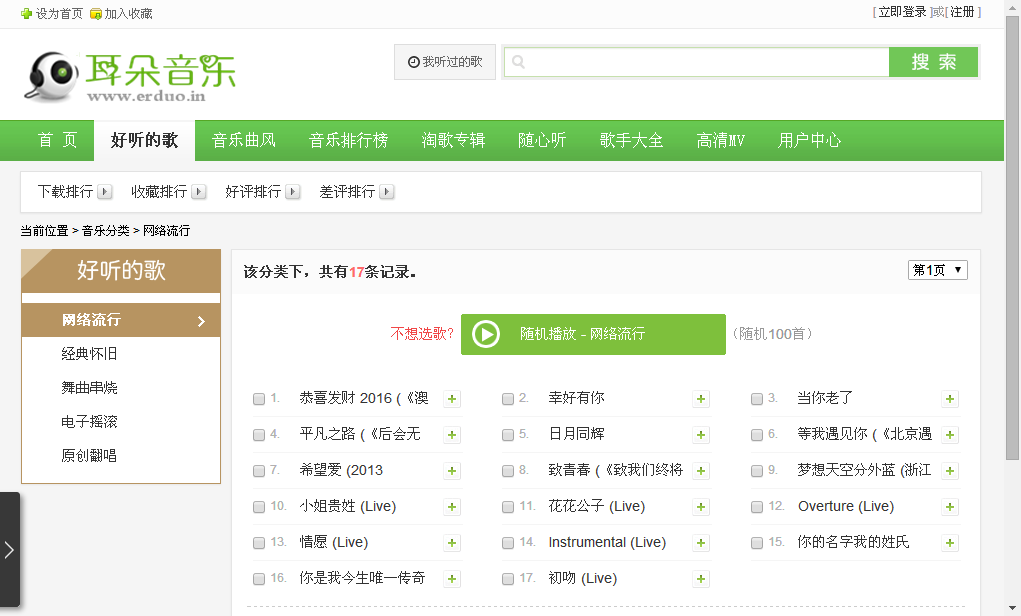 设为首页 加入收藏 [ 立即登录 ]或[ 注册 ]
耳朵音乐
www.erduo.in
我听过的歌 搜 索
首 页 好听的歌 音乐曲风 音乐排行榜 淘歌专辑 随心听 歌手大全 高清MV 用户中心
下载排行 收藏排行 好评排行 差评排行
当前位置 > 音乐分类 > 网络流行
好听的歌
网络流行
经典怀旧
舞曲串烧
电子摇滚
原创翻唱
该分类下，共有17条记录。 第1页
不想选歌? 随机播放 - 网络流行 （随机100首）
1. 恭喜发财 2016 (《澳 2. 幸好有你 3. 当你老了
4. 平凡之路 (《后会无 5. 日月同辉 6. 等我遇见你 (《北京遇
7. 希望爱 (2013 8. 致青春 (《致我们终将 9. 梦想天空分外蓝 (浙江
10. 小姐贵姓 (Live) 11. 花花公子 (Live) 12. Overture (Live)
13. 情愿 (Live) 14. Instrumental (Live) 15. 你的名字我的姓氏
16. 你是我今生唯一传奇 17. 初吻 (Live)